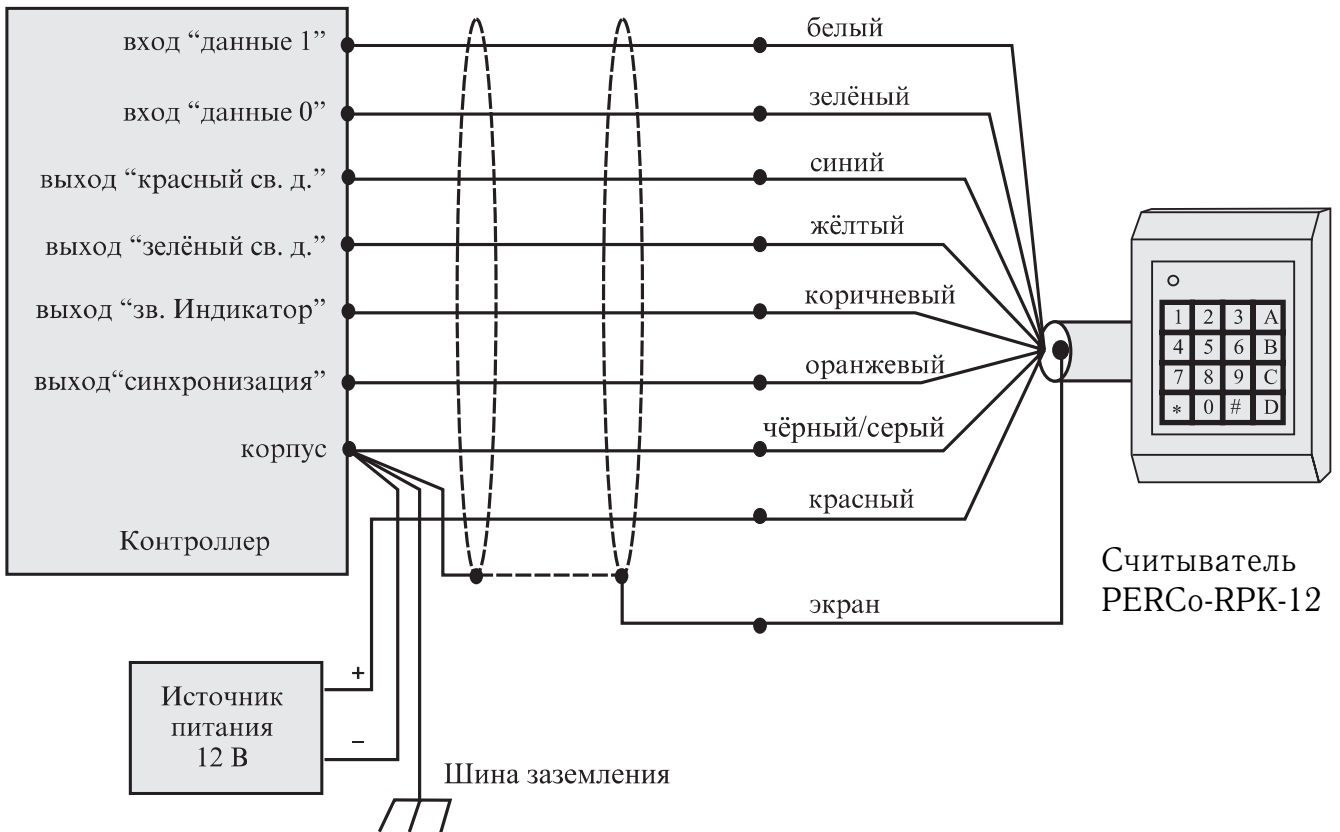 вход “данные 1”
белый
вход “данные 0”
зелёный
выход “красный св. д.”
синий
выход “зелёный св. д.”
жёлтый
выход “зв. Индикатор”
коричневый
выход“синхронизация”
оранжевый
корпус
чёрный/серый
красный
Контроллер
экран
1 2 3 A
4 5 6 B
7 8 9 C
* 0 # D
Считыватель
PERCo-RPK-12
+
–
Источник
питания
12 В
Шина заземления